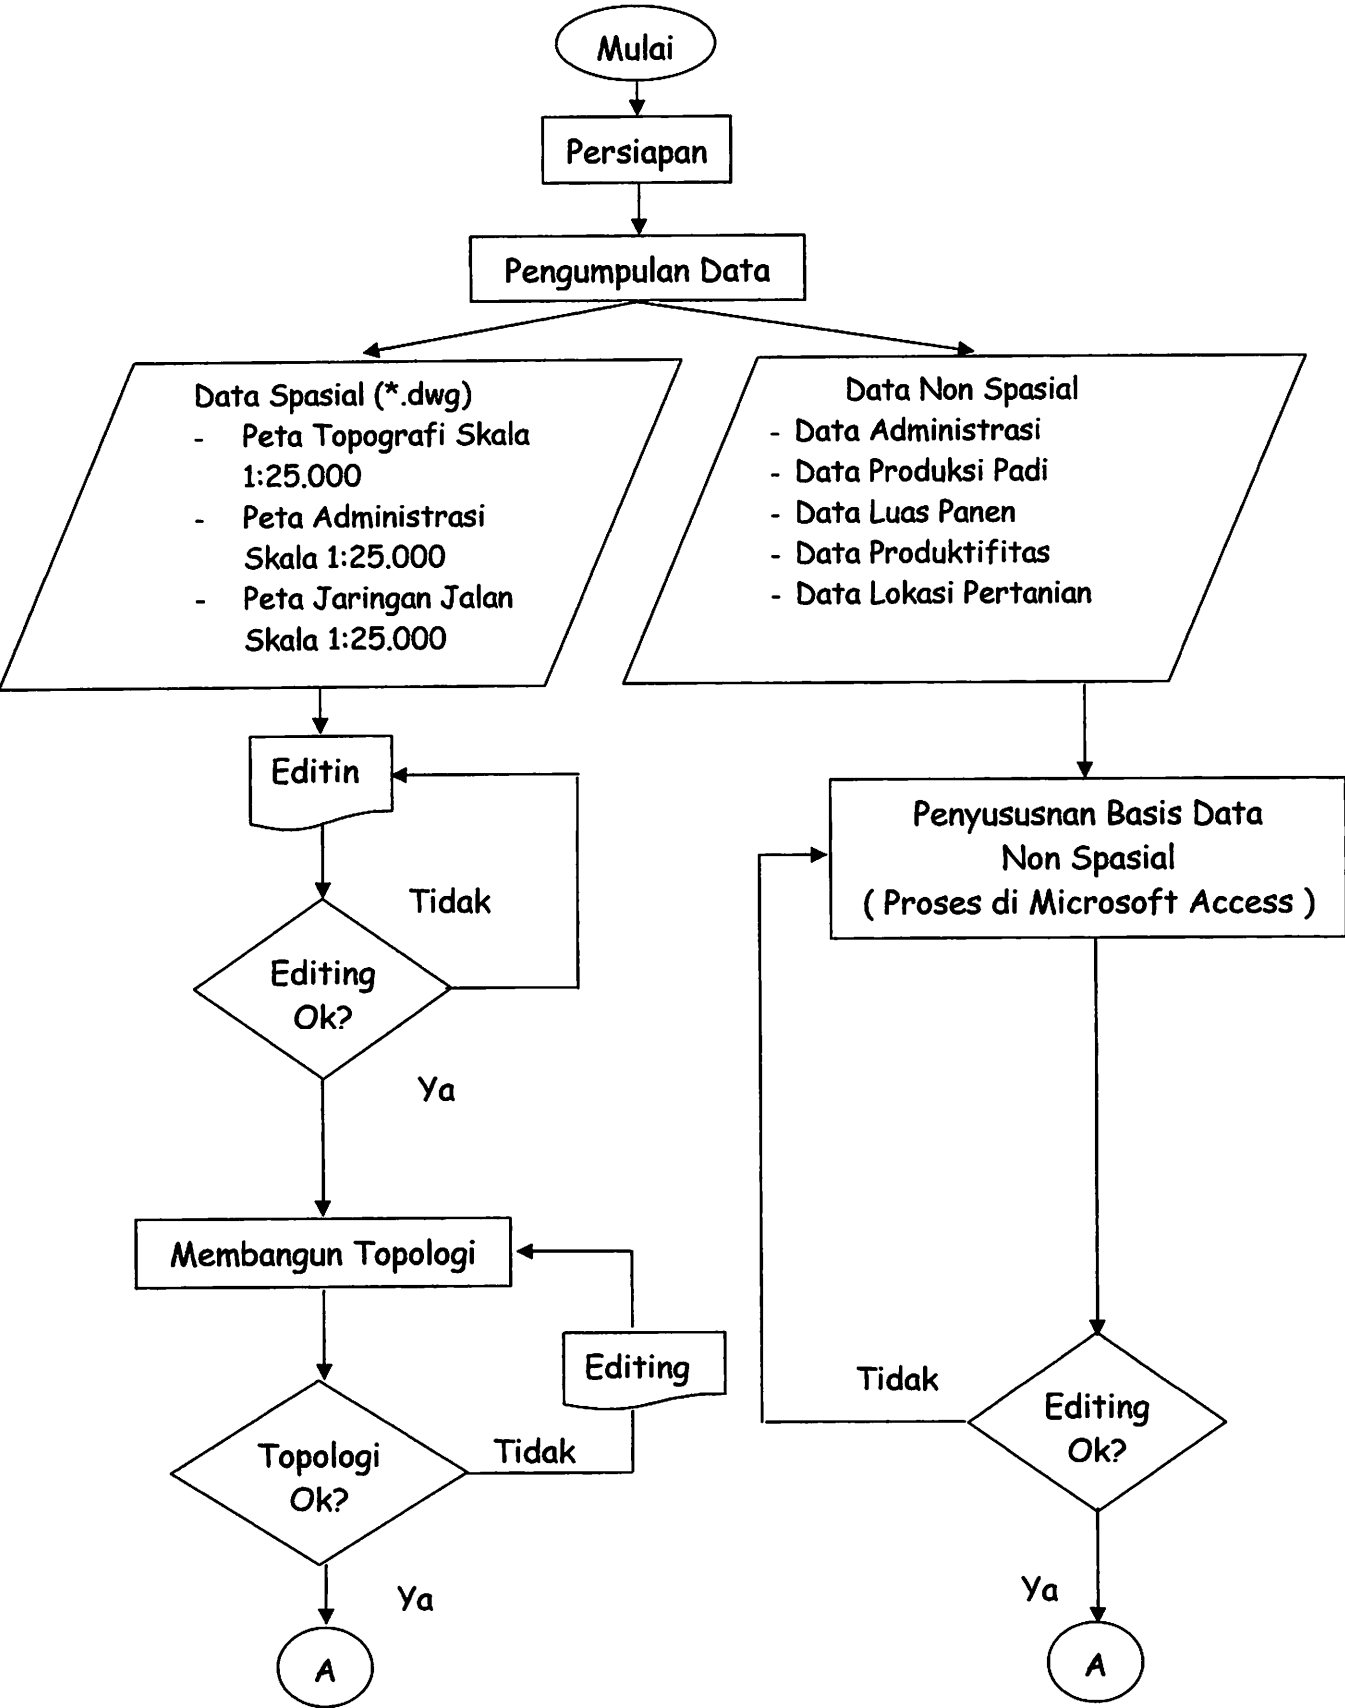 Mulai
Persiapan
Pengumpulan Data
Data Spasial (*.dwg)
- Peta Topografi Skala
1:25.000
- Peta Administrasi
Skala 1:25.000
- Peta Jaringan Jalan
Skala 1:25.000
Data Non Spasial
- Data Administrasi
- Data Produksi Padi
- Data Luas Panen
- Data Produktifitas
- Data Lokasi Pertanian
Editin
Tidak
Editing
Ok?
Ya
Membangun Topologi
Editing
Tidak
Topologi
Ok?
Ya
A
Penyususnan Basis Data
Non Spasial
( Proses di Microsoft Access )
Tidak
Editing
Ok?
Ya
A